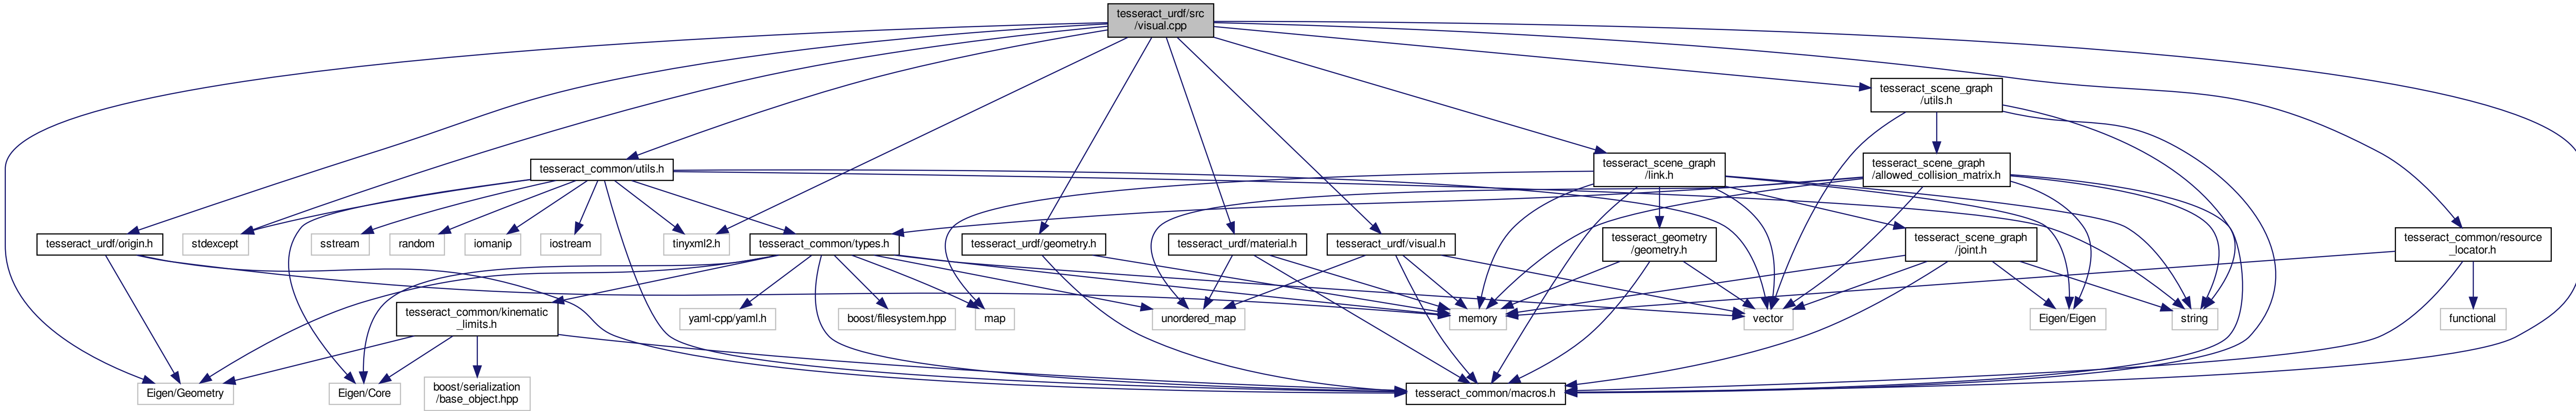 tesseract_urdf/src
/visual.cpp
tesseract_scene_graph
/utils.h
tesseract_common/utils.h
tesseract_scene_graph
/link.h
tesseract_scene_graph
/allowed_collision_matrix.h
tesseract_urdf/origin.h
stdexcept
sstream
random
iomanip
iostream
tinyxml2.h
tesseract_common/types.h
tesseract_urdf/geometry.h
tesseract_urdf/material.h
tesseract_urdf/visual.h
tesseract_geometry
/geometry.h
tesseract_scene_graph
/joint.h
tesseract_common/resource
_locator.h
tesseract_common/kinematic
_limits.h
yaml-cpp/yaml.h
boost/filesystem.hpp
map
unordered_map
memory
vector
Eigen/Eigen
string
functional
Eigen/Geometry
Eigen/Core
boost/serialization
/base_object.hpp
tesseract_common/macros.h